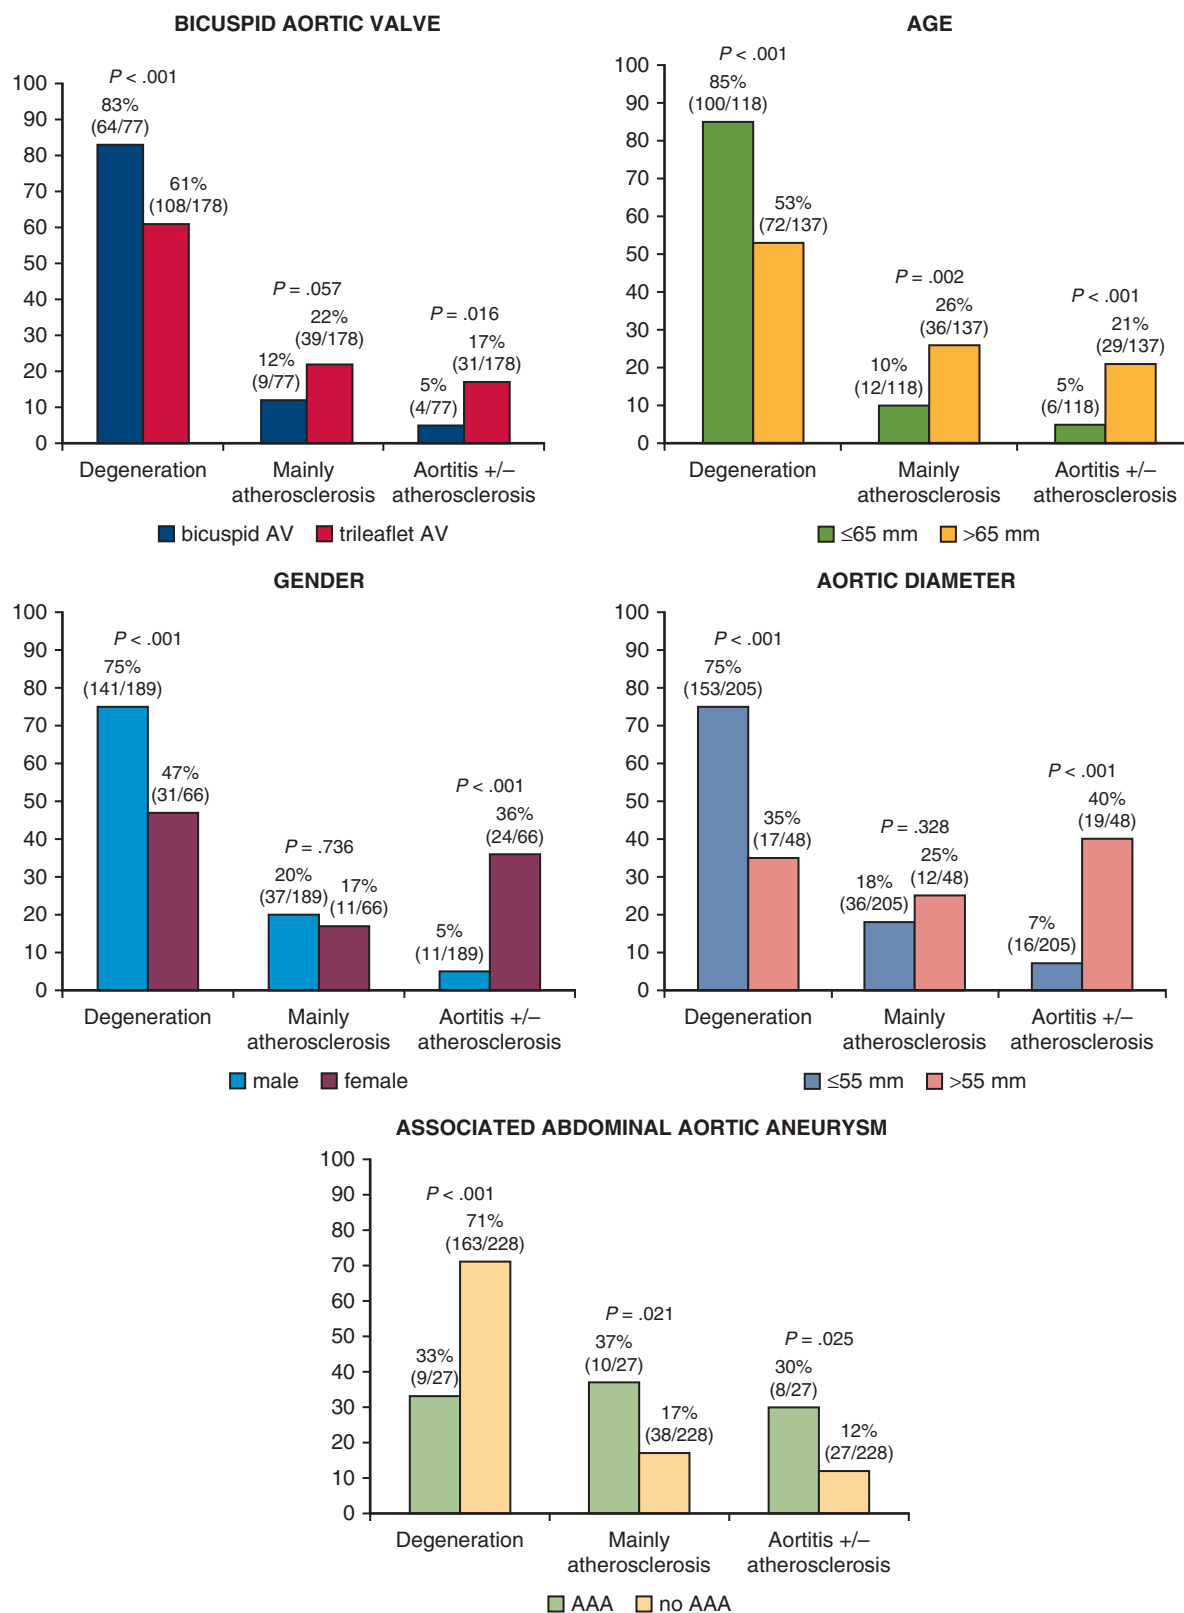 BICUSPID AORTIC VALVE
P < .001
100
90
80
70
60
50
40
30
20
10
0
83%
(64/77)
61%
(108/178)
P = .057
12%
(9/77)
22%
(39/178)
P = .016
5%
(4/77)
17%
(31/178)
Degeneration
Mainly
atherosclerosis
Aortitis +/–
atherosclerosis
bicuspid AV
trileaflet AV
AGE
P < .001
100
90
80
70
60
50
40
30
20
10
0
85%
(100/118)
53%
(72/137)
P = .002
10%
(12/118)
26%
(36/137)
P < .001
5%
(6/118)
21%
(29/137)
Degeneration
Mainly
atherosclerosis
Aortitis +/–
atherosclerosis
≤65 mm
>65 mm
GENDER
100
90
80
70
60
50
40
30
20
10
0
P < .001
75%
(141/189)
47%
(31/66)
P = .736
20%
(37/189)
17%
(11/66)
P < .001
5%
(11/189)
36%
(24/66)
Degeneration
Mainly
atherosclerosis
Aortitis +/–
atherosclerosis
male
female
AORTIC DIAMETER
100
90
80
70
60
50
40
30
20
10
0
P < .001
75%
(153/205)
35%
(17/48)
P = .328
18%
(36/205)
25%
(12/48)
P < .001
7%
(16/205)
40%
(19/48)
Degeneration
Mainly
atherosclerosis
Aortitis +/–
atherosclerosis
≤55 mm
>55 mm
ASSOCIATED ABDOMINAL AORTIC ANEURYSM
100
90
80
70
60
50
40
30
20
10
0
P < .001
33%
(9/27)
71%
(163/228)
P = .021
37%
(10/27)
17%
(38/228)
P = .025
30%
(8/27)
12%
(27/228)
Degeneration
Mainly
atherosclerosis
Aortitis +/–
atherosclerosis
AAA
no AAA